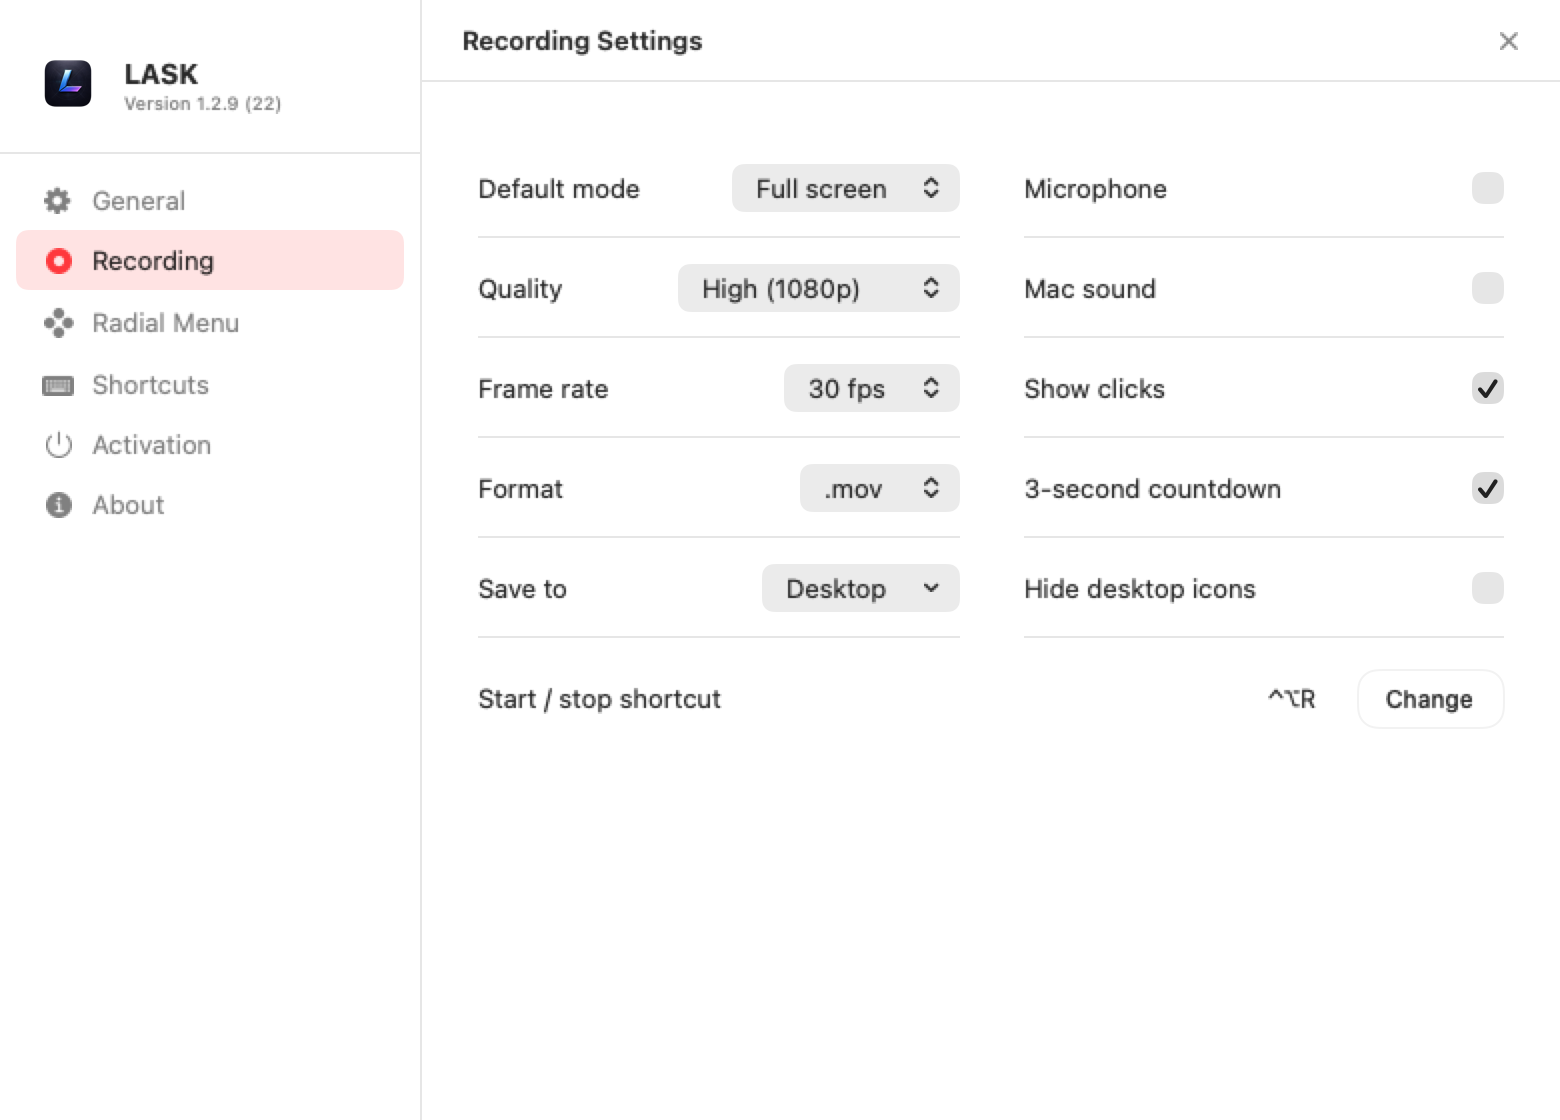 LASK
Version 1.2.9 (22)
General
Recording
Radial Menu
Shortcuts
Activation
About
Recording Settings
Default mode
Full screen
Quality
High (1080p)
Frame rate
30 fps
Format
.mov
Save to
Desktop
Microphone
Mac sound
Show clicks
3-second countdown
Hide desktop icons
Start / stop shortcut
^⌥R
Change